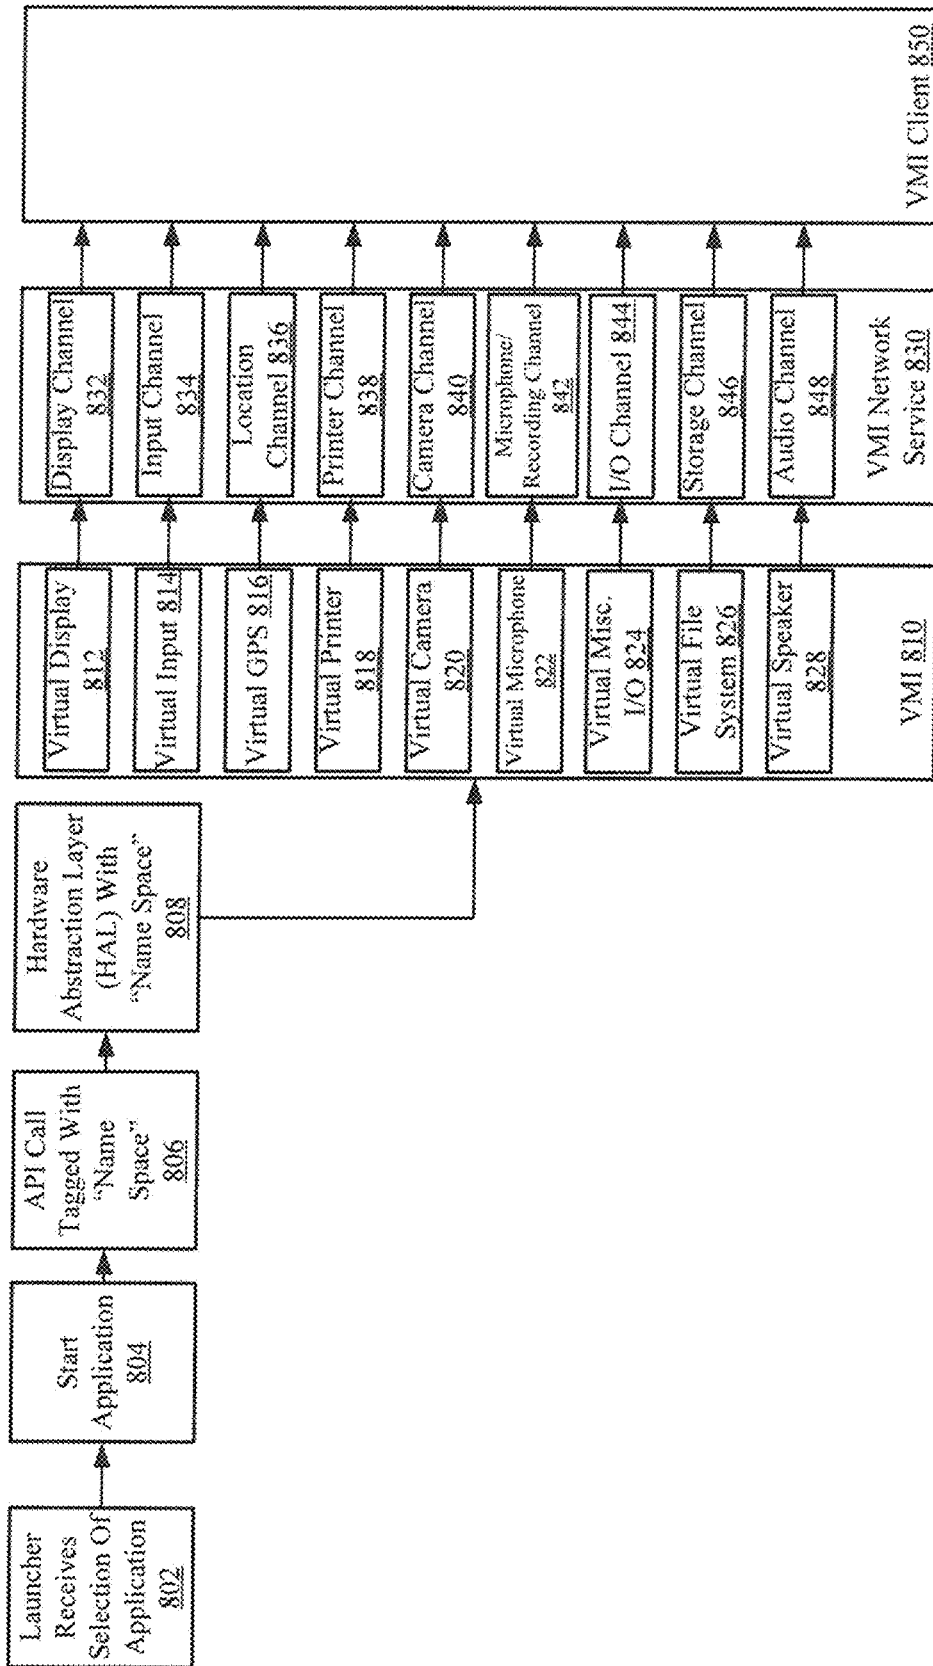 Launcher
Receives
Selection Of
Application
802
Start
Application
804
API Call
Tagged With
“Name
Space”
806
Hardware
Abstraction Layer
(HAL) With
“Name Space”
808
Virtual Display
812
Virtual Input 814
Virtual GPS 816
Virtual Printer
818
Virtual Camera
820
Virtual Microphone
822
Virtual Misc.
I/O 824
Virtual File
System 826
Virtual Speaker
828
VMI 810
Display Channel
832
Input Channel
834
Location
Channel 836
Printer Channel
838
Camera Channel
840
Microphone/
Recording Channel
842
I/O Channel 844
Storage Channel
846
Audio Channel
848
VMI Network
Service 830
VMI Client 850